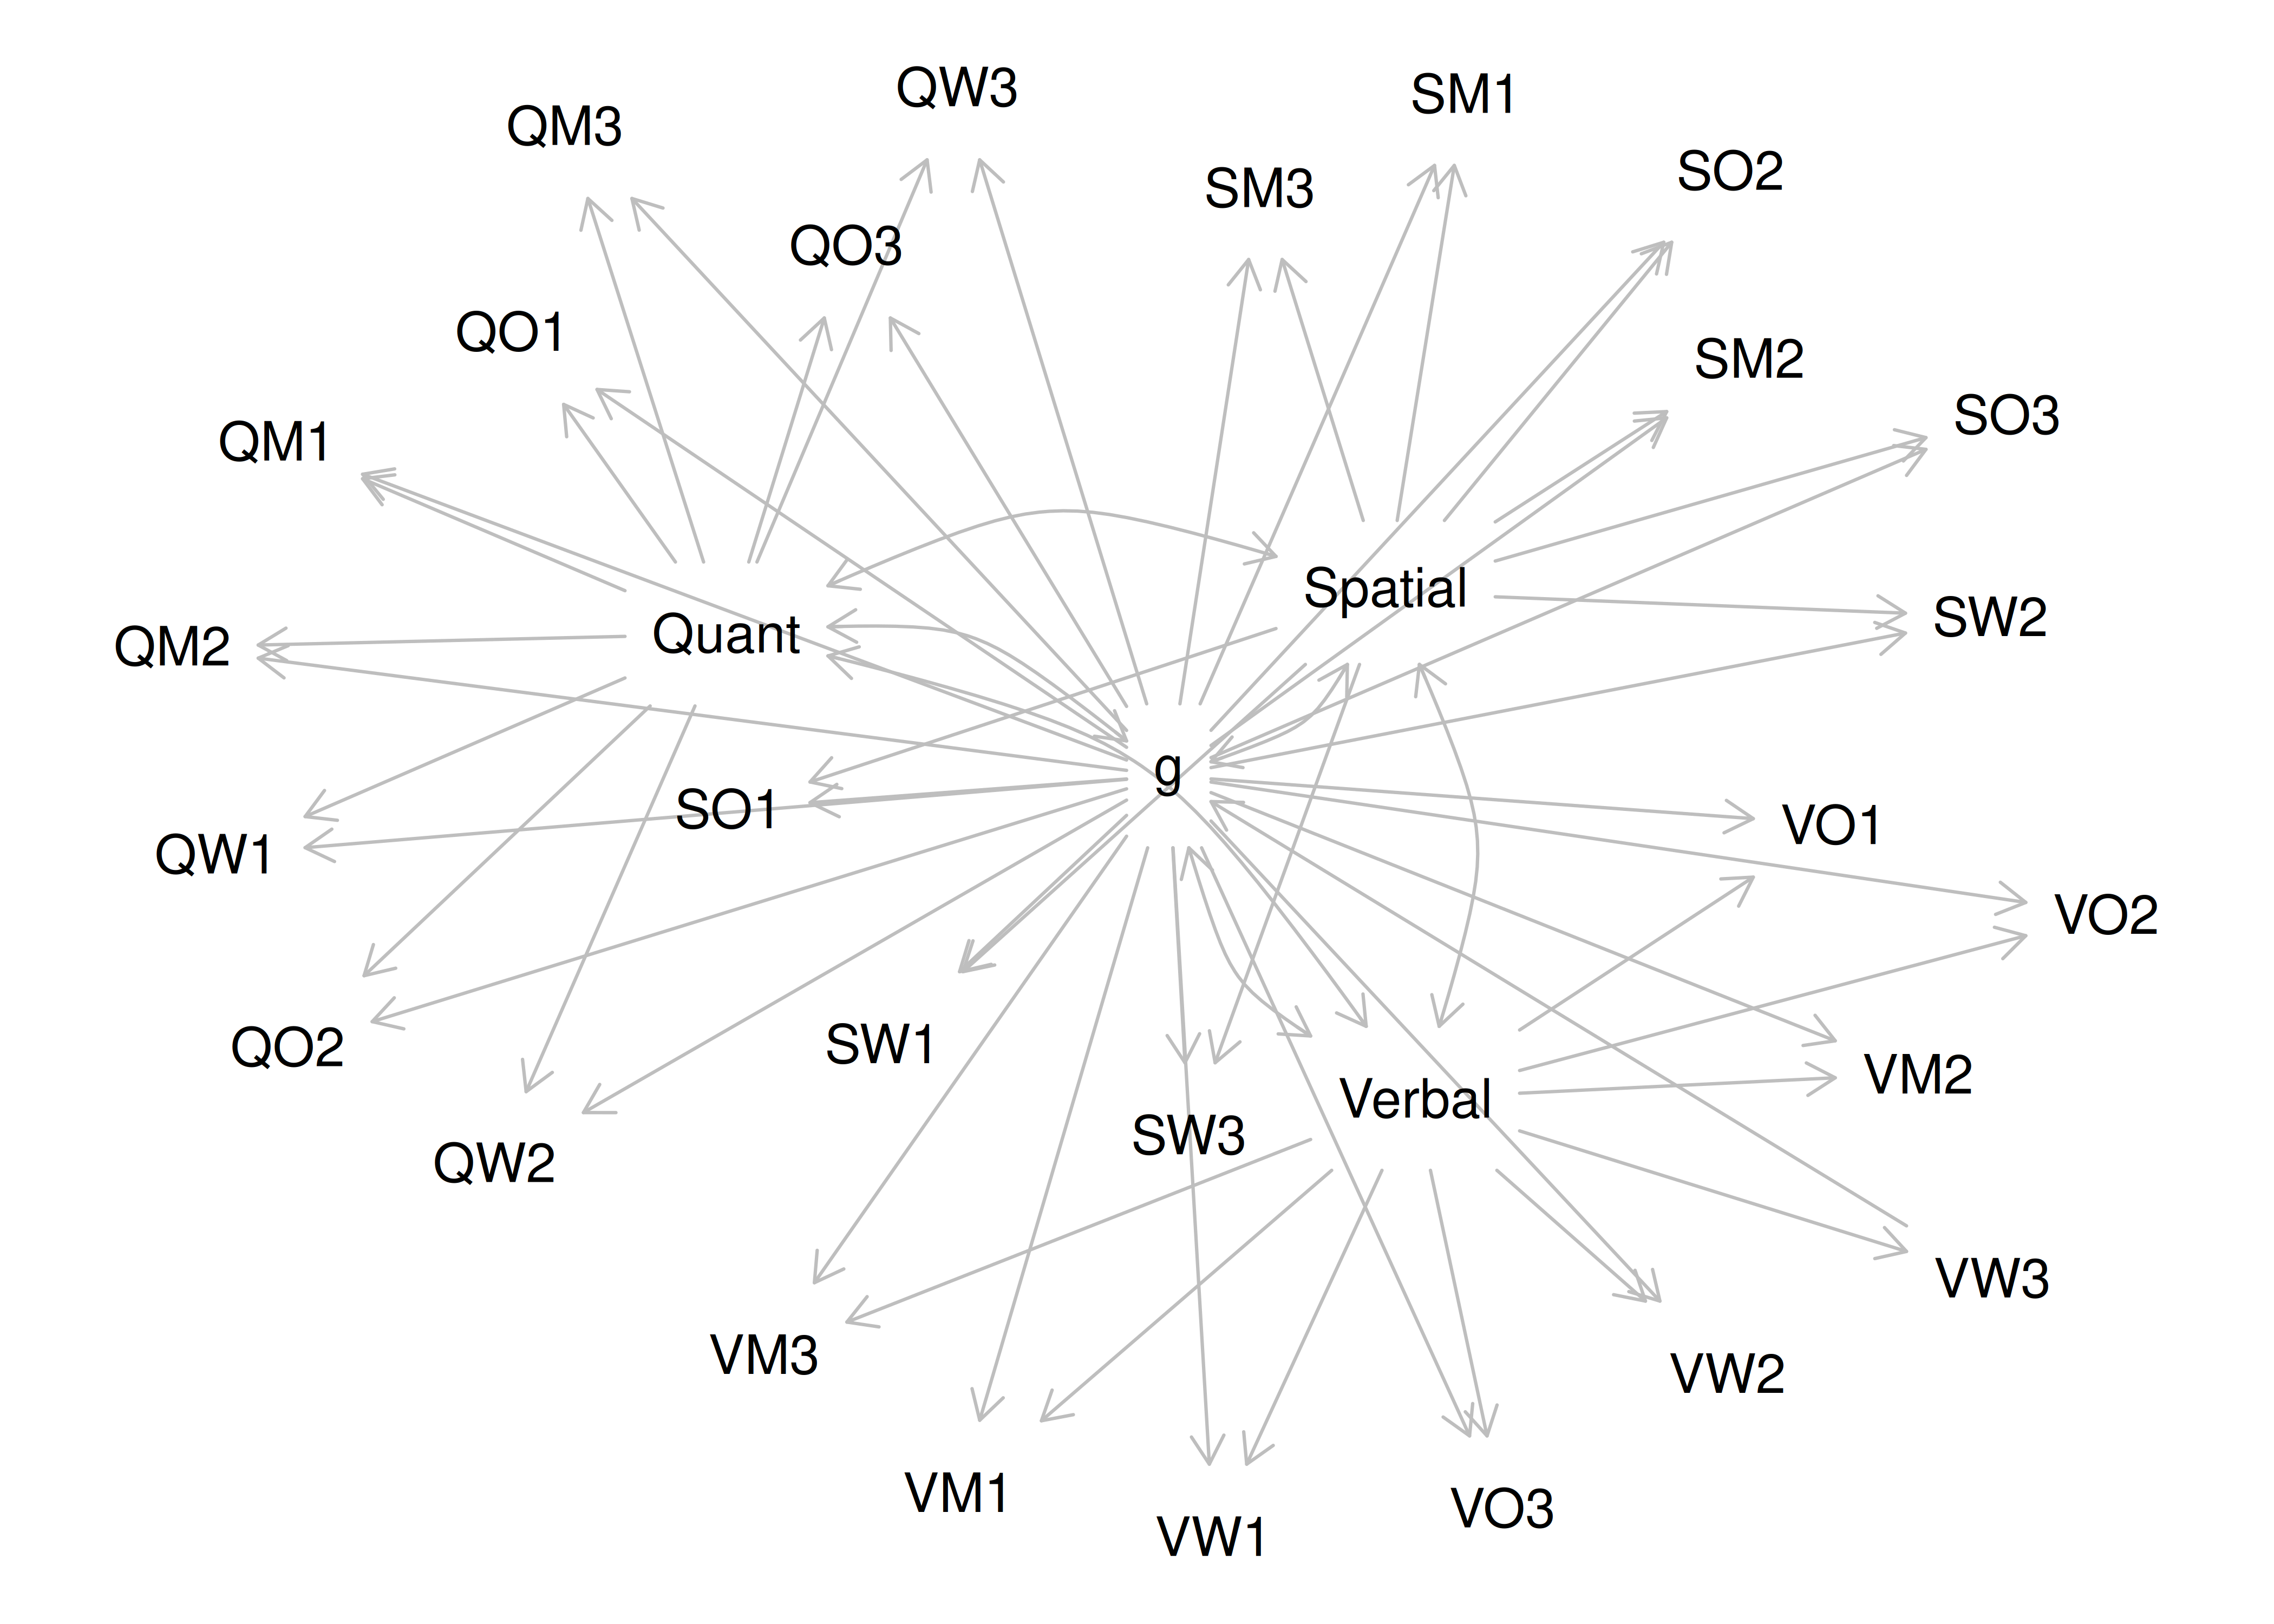 QW3
SM1
QM3
SO2
SM3
QO3
QO1
SM2
SO3
QM1
Spatial
SW2
Quant
QM2
g
SO1
VO1
QW1
VO2
QO2
SW1
VM2
Verbal
SW3
QW2
VW3
VM3
VW2
VM1
VO3
VW1